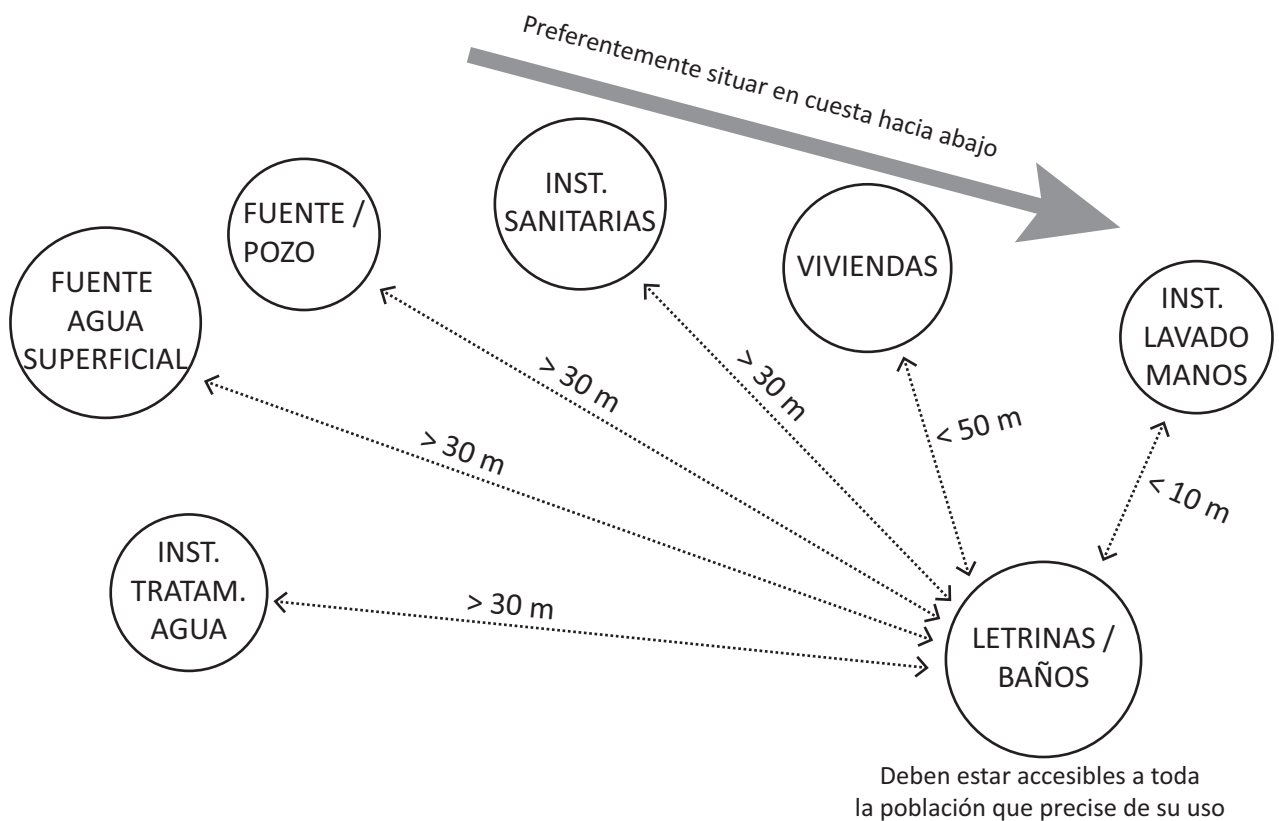 Preferentemente situar en cuesta hacia abajo
INST.
SANITARIAS
FUENTE /
POZO
VIVIENDAS
FUENTE
AGUA
SUPERFICIAL
INST.
LAVADO
MANOS
> 30 m
> 30 m
> 30 m
< 50 m
< 10 m
INST.
TRATAM.
AGUA
> 30 m
LETRINAS /
BAÑOS
Deben estar accesibles a toda
la población que precise de su uso